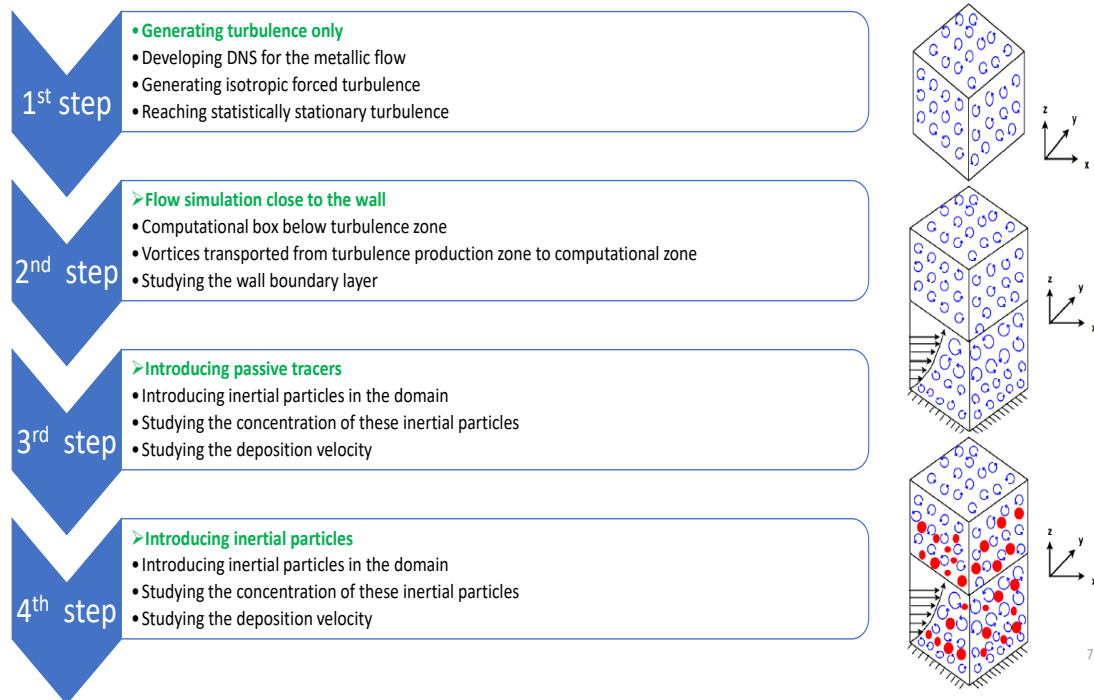 1st step
• Generating turbulence only
• Developing DNS for the metallic flow
• Generating isotropic forced turbulence
• Reaching statistically stationary turbulence
z
y
x
2nd step
➢Flow simulation close to the wall
• Computational box below turbulence zone
• Vortices transported from turbulence production zone to computational zone
• Studying the wall boundary layer
z
y
x
3rd step
➢Introducing passive tracers
• Introducing inertial particles in the domain
• Studying the concentration of these inertial particles
• Studying the deposition velocity
4th step
➢Introducing inertial particles
• Introducing inertial particles in the domain
• Studying the concentration of these inertial particles
• Studying the deposition velocity
z
y
x
7